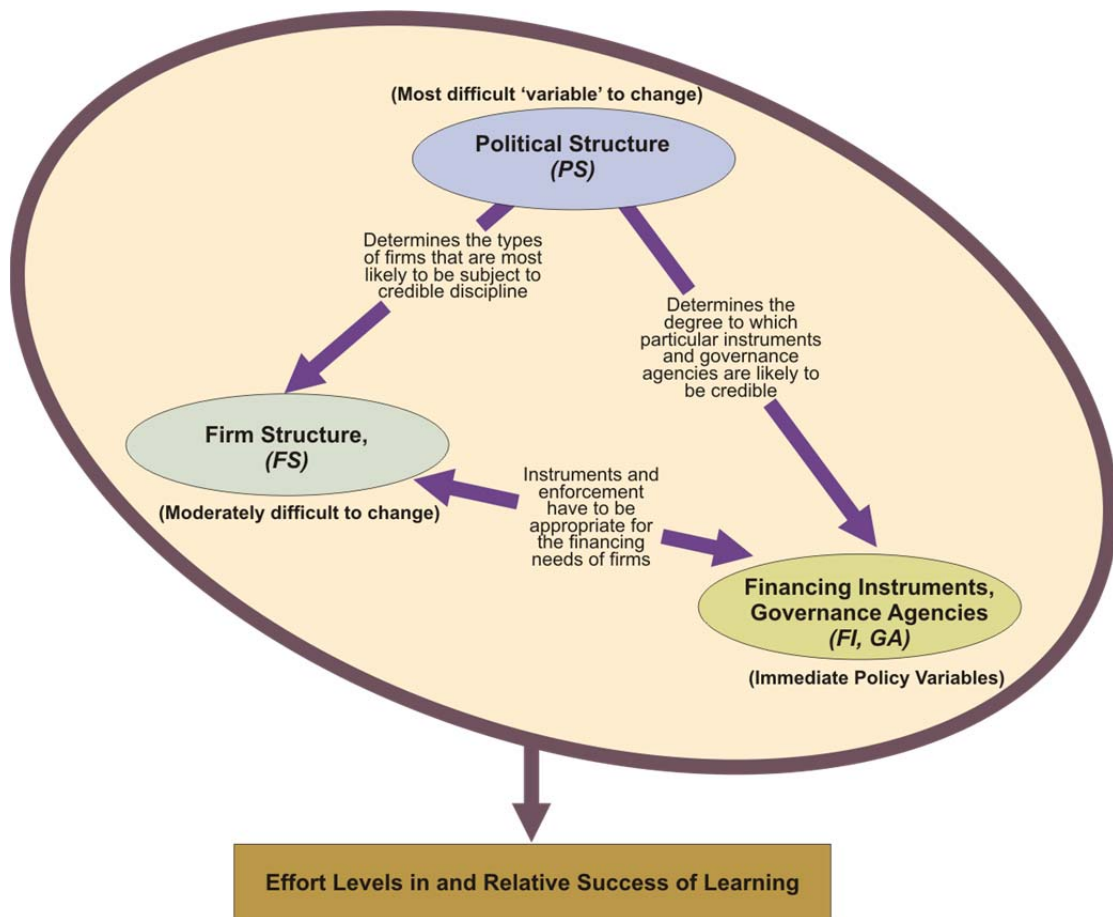 (Most difficult ‘variable’ to change)
Political Structure
(PS)
Determines the types
of firms that are most
likely to be subject to
credible discipline
Determines the
degree to which
particular instruments
and governance
agencies are likely to
be credible
Firm Structure,
(FS)
(Moderately difficult to change)
Instruments and
enforcement
have to be
appropriate for
the financing
needs of firms
Financing Instruments,
Governance Agencies
(FI, GA)
(Immediate Policy Variables)
Effort Levels in and Relative Success of Learning